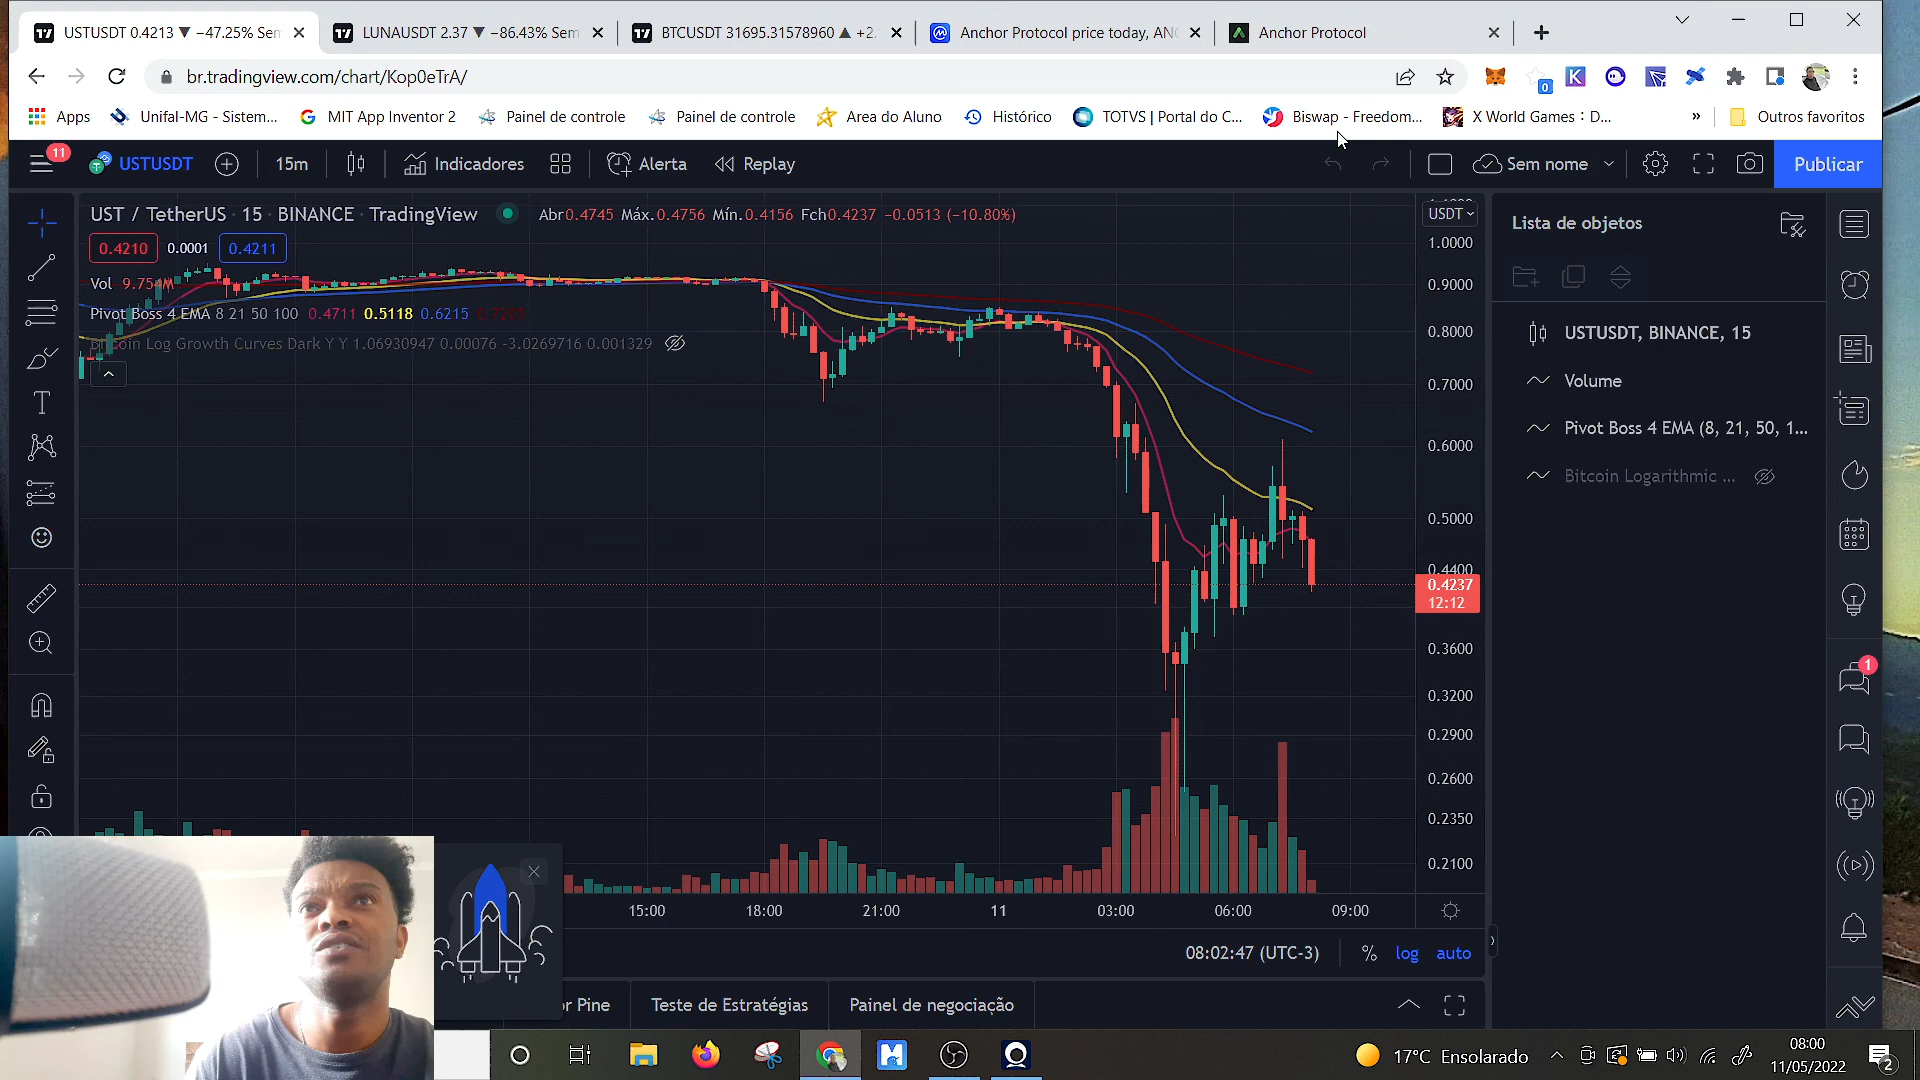 USTUSDT 0.4213 ▼ −47.25% Sem
LUNAUSDT 2.37 ▼ −86.43% Sem
BTCUSDT 31695.31578960 ▲ +2.
Anchor Protocol price today, ANC
Anchor Protocol
br.tradingview.com/chart/Kop0eTrA/
0
Apps
Unifal-MG - Sistem...
MIT App Inventor 2
Painel de controle
Painel de controle
Area do Aluno
Histórico
TOTVS | Portal do C...
Biswap - Freedom...
X World Games : D...
»
Outros favoritos
11
USTUSDT
15m
Indicadores
Alerta
Replay
Sem nome
Publicar
UST / TetherUS · 15 · BINANCE · TradingView
Abr0.4745 Máx.0.4756 Mín.0.4156 Fch0.4237 −0.0513 (−10.80%)
0.4210
0.0001
0.4211
Vol 9.754M
Pivot Boss 4 EMA 8 21 50 100 0.4711 0.5118 0.6215 0.7205
Bitcoin Log Growth Curves Dark Y Y 1.06930947 0.00076 -3.0269716 0.001329
USDT
1.0000
0.9000
0.8000
0.7000
0.6000
0.5000
0.4400
0.4237
12:12
0.3600
0.3200
0.2900
0.2600
0.2350
0.2100
Lista de objetos
USTUSDT, BINANCE, 15
Volume
Pivot Boss 4 EMA (8, 21, 50, 1...
Bitcoin Logarithmic ...
1
15:00
18:00
21:00
11
03:00
06:00
09:00
08:02:47 (UTC-3)
%
log
auto
or Pine
Teste de Estratégias
Painel de negociação
17°C Ensolarado
08:00
11/05/2022
2